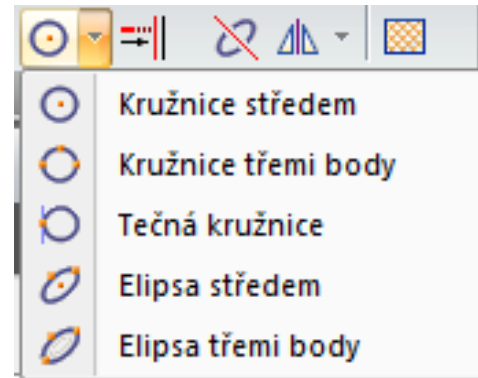 Kružnice středem
Kružnice třemi body
Tečná kružnice
Elipsa středem
Elipsa třemi body